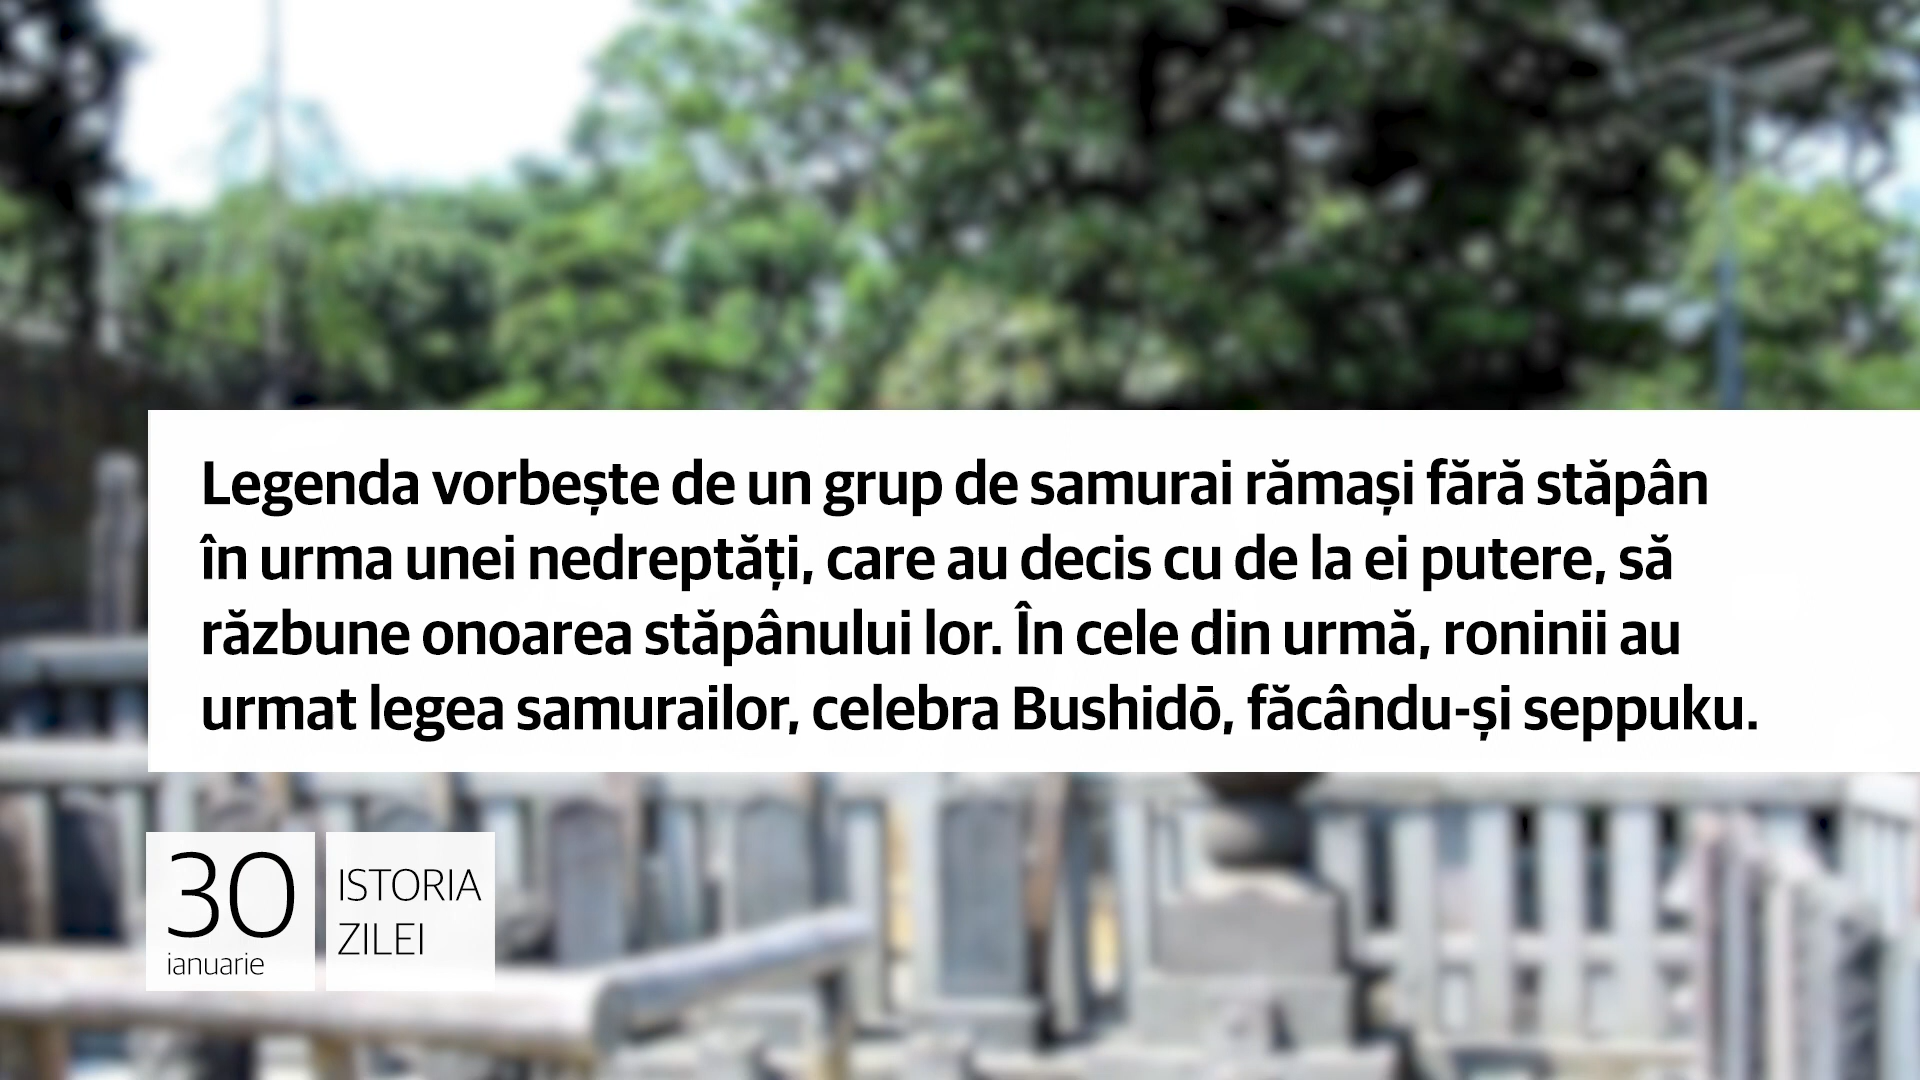 Legenda vorbește de un grup de samurai rămași fără stăpân
în urma unei nedreptăți, care au decis cu de la ei putere, să
răzbune onoarea stăpânului lor. În cele din urmă, roninii au
urmat legea samurailor, celebra Bushidō, făcându-și seppuku.
30
ianuarie
ISTORIA
ZILEI